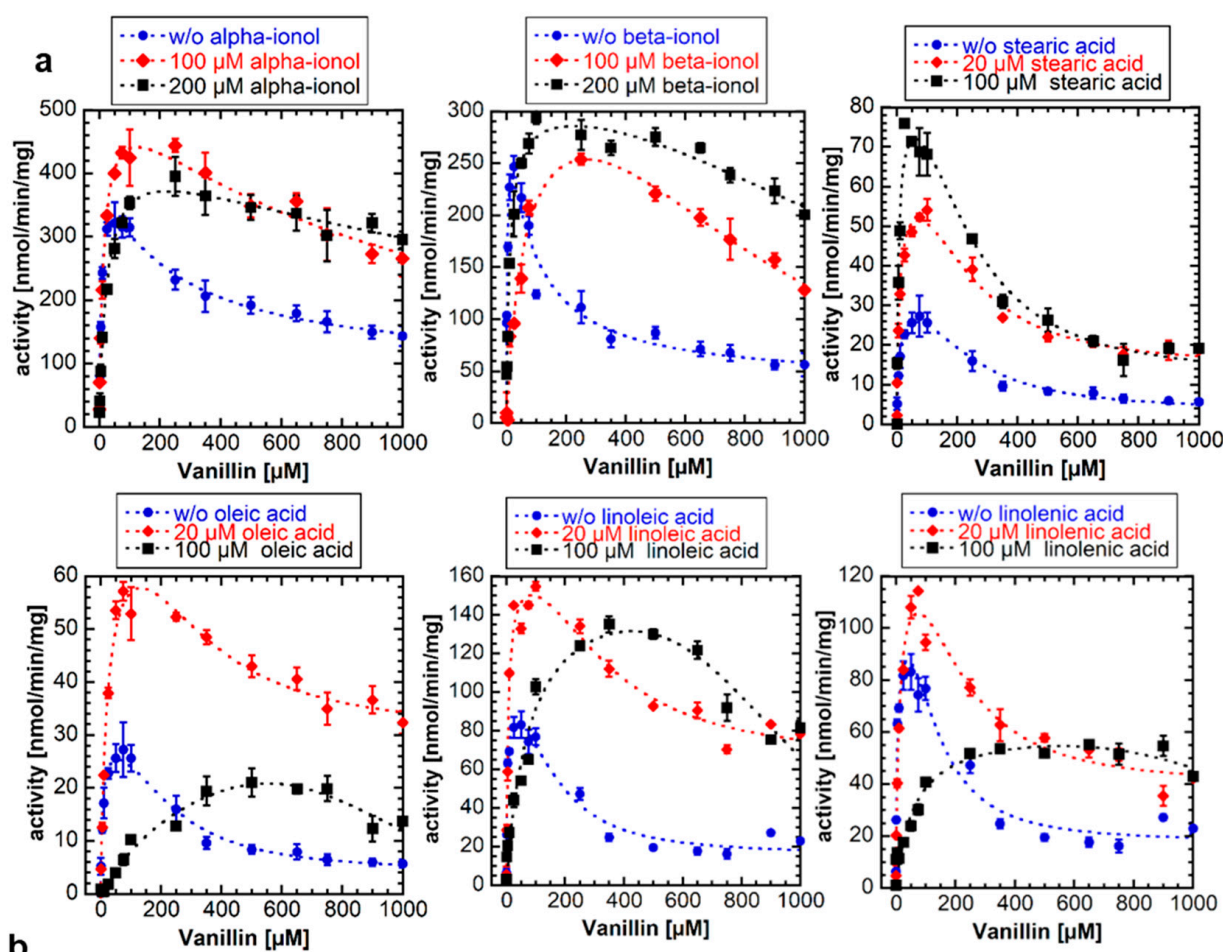 a
w/o alpha-ionol
100 µM alpha-ionol
200 µM alpha-ionol
w/o beta-ionol
100 µM beta-ionol
200 µM beta-ionol
w/o stearic acid
20 µM stearic acid
100 µM stearic acid
activity [nmol/min/mg]
500
400
300
200
100
0
0 200 400 600 800 1000
Vanillin [µM]
activity [nmol/min/mg]
300
250
200
150
100
50
0
0 200 400 600 800 1000
Vanillin [µM]
activity [nmol/min/mg]
80
70
60
50
40
30
20
10
0
0 200 400 600 800 1000
Vanillin [µM]
w/o oleic acid
20 µM oleic acid
100 µM oleic acid
w/o linoleic acid
20 µM linoleic acid
100 µM linoleic acid
w/o linolenic acid
20 µM linolenic acid
100 µM linolenic acid
activity [nmol/min/mg]
60
50
40
30
20
10
0
0 200 400 600 800 1000
Vanillin [µM]
activity [nmol/min/mg]
160
140
120
100
80
60
40
20
0
0 200 400 600 800 1000
Vanillin [µM]
activity [nmol/min/mg]
120
100
80
60
40
20
0
0 200 400 600 800 1000
Vanillin [µM]
b